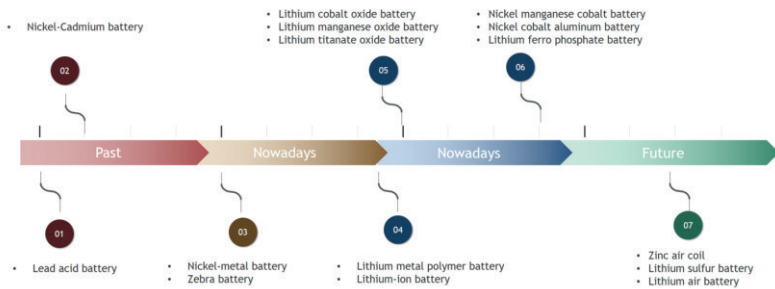 • Nickel-Cadmium battery
• Lithium cobalt oxide battery
• Lithium manganese oxide battery
• Lithium titanate oxide battery
• Nickel manganese cobalt battery
• Nickel cobalt aluminum battery
• Lithium ferro phosphate battery
02
05
06
Past
Nowadays
Nowadays
Future
01
03
04
07
• Lead acid battery
• Nickel-metal battery
• Zebra battery
• Lithium metal polymer battery
• Lithium-ion battery
• Zinc air coil
• Lithium sulfur battery
• Lithium air battery